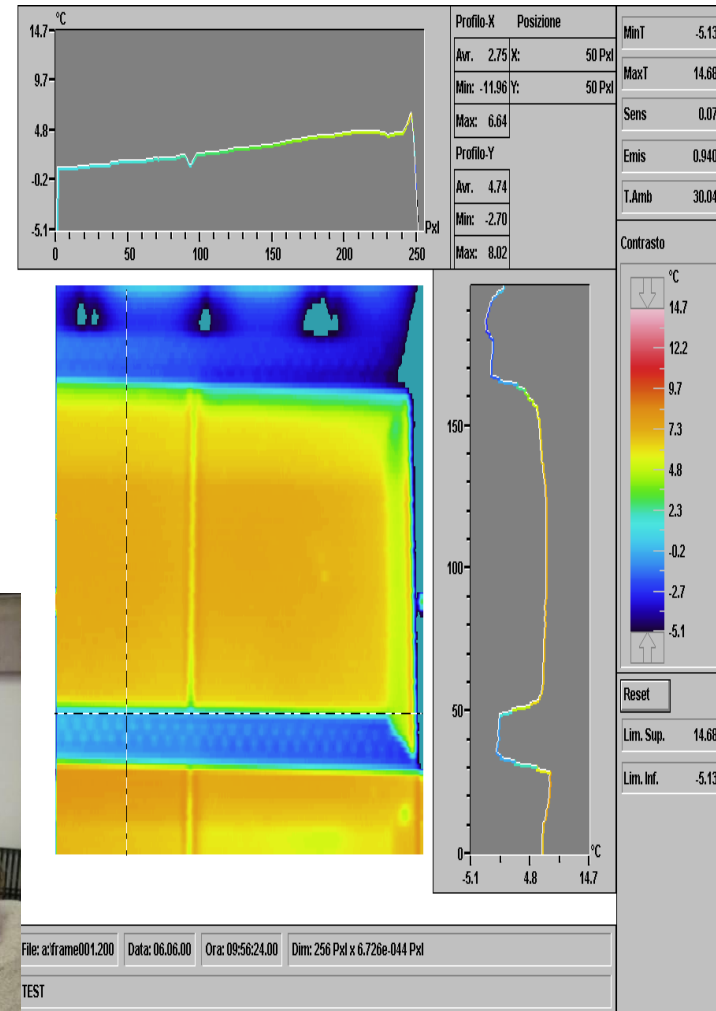 °C
14.7
9.7
4.8
-0.2
-5.1
0 50 100 150 200 250
Pxl
Profilo-X Posizione
Avr. 2.75 X: 50 Pxl
Min: -11.96 Y: 50 Pxl
Max: 6.64
Profilo-Y
Avr. 4.74
Min: -2.70
Max: 8.02
MinT -5.13
MaxT 14.68
Sens 0.07
Emis 0.940
T.Amb 30.04
Contrasto
°C
14.7
12.2
9.7
7.3
4.8
2.3
-0.2
-2.7
-5.1
Reset
Lim. Sup. 14.68
Lim. Inf. -5.13
150
100
50
0
°C
-5.1 4.8 14.7
File: a:\frame001.200 Data: 06.06.00 Ora: 09:56:24.00 Dim: 256 Pxl x 6.726e-044 Pxl
TEST